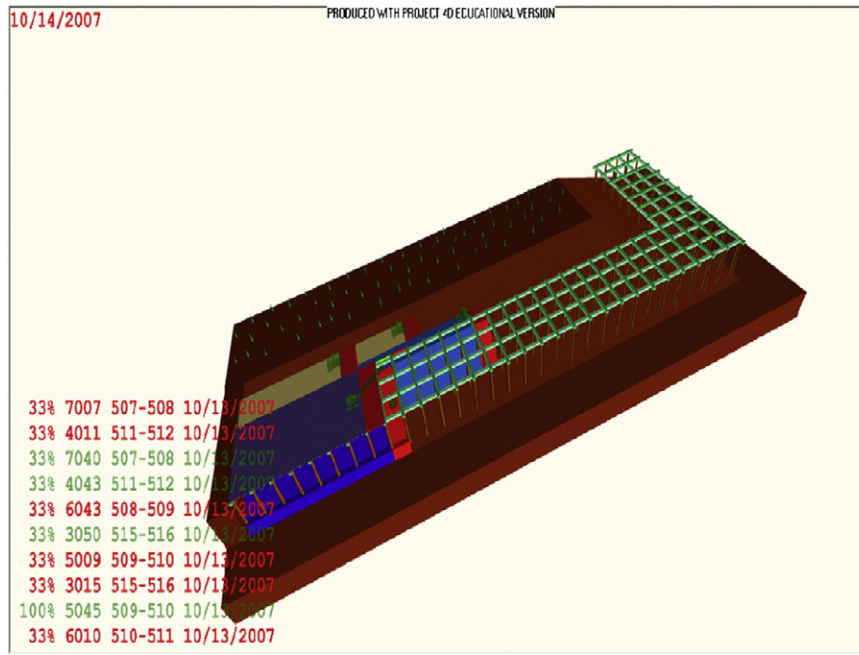 PRODUCED WITH PROJECT 4D EDUCATIONAL VERSION
10/14/2007
33% 7007 507-508 10/13/2007
33% 4011 511-512 10/13/2007
33% 7040 507-508 10/13/2007
33% 4043 511-512 10/13/2007
33% 6043 508-509 10/13/2007
33% 3050 515-516 10/13/2007
33% 5009 509-510 10/13/2007
33% 3015 515-516 10/13/2007
100% 5045 509-510 10/13/2007
33% 6010 510-511 10/13/2007